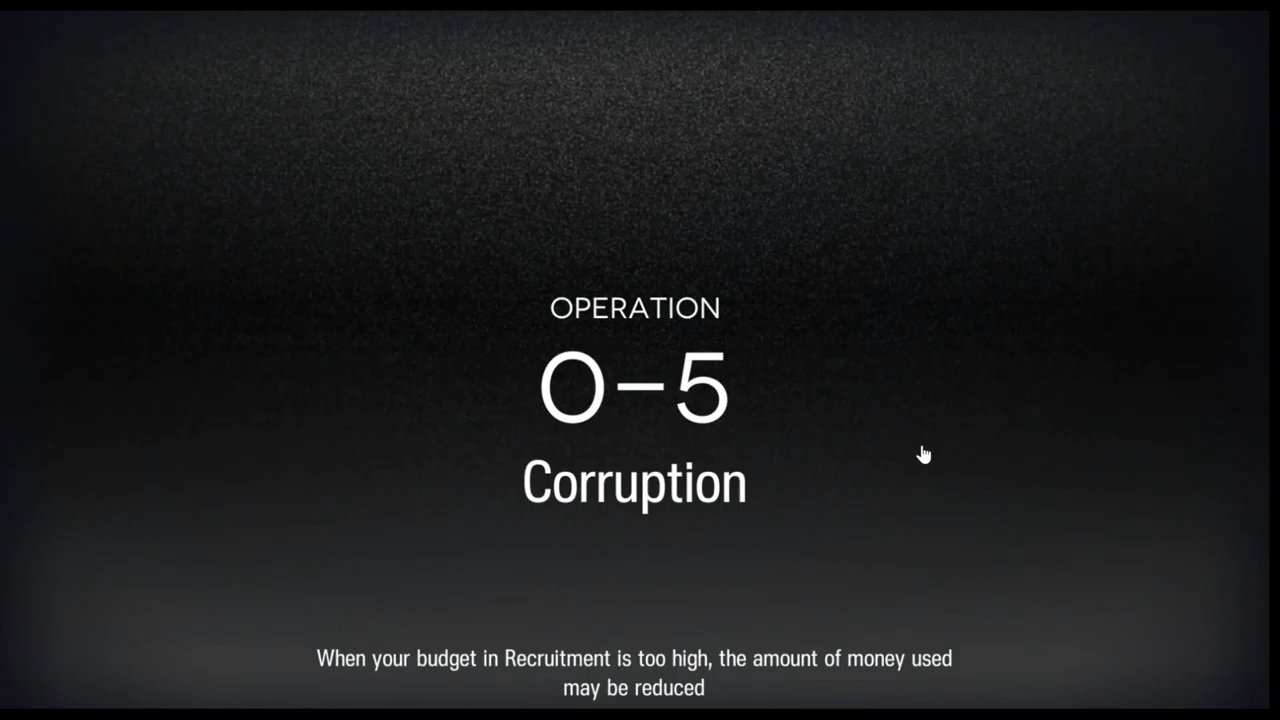 OPERATION
0-5
Corruption
When your budget in Recruitment is too high, the amount of money used
may be reduced